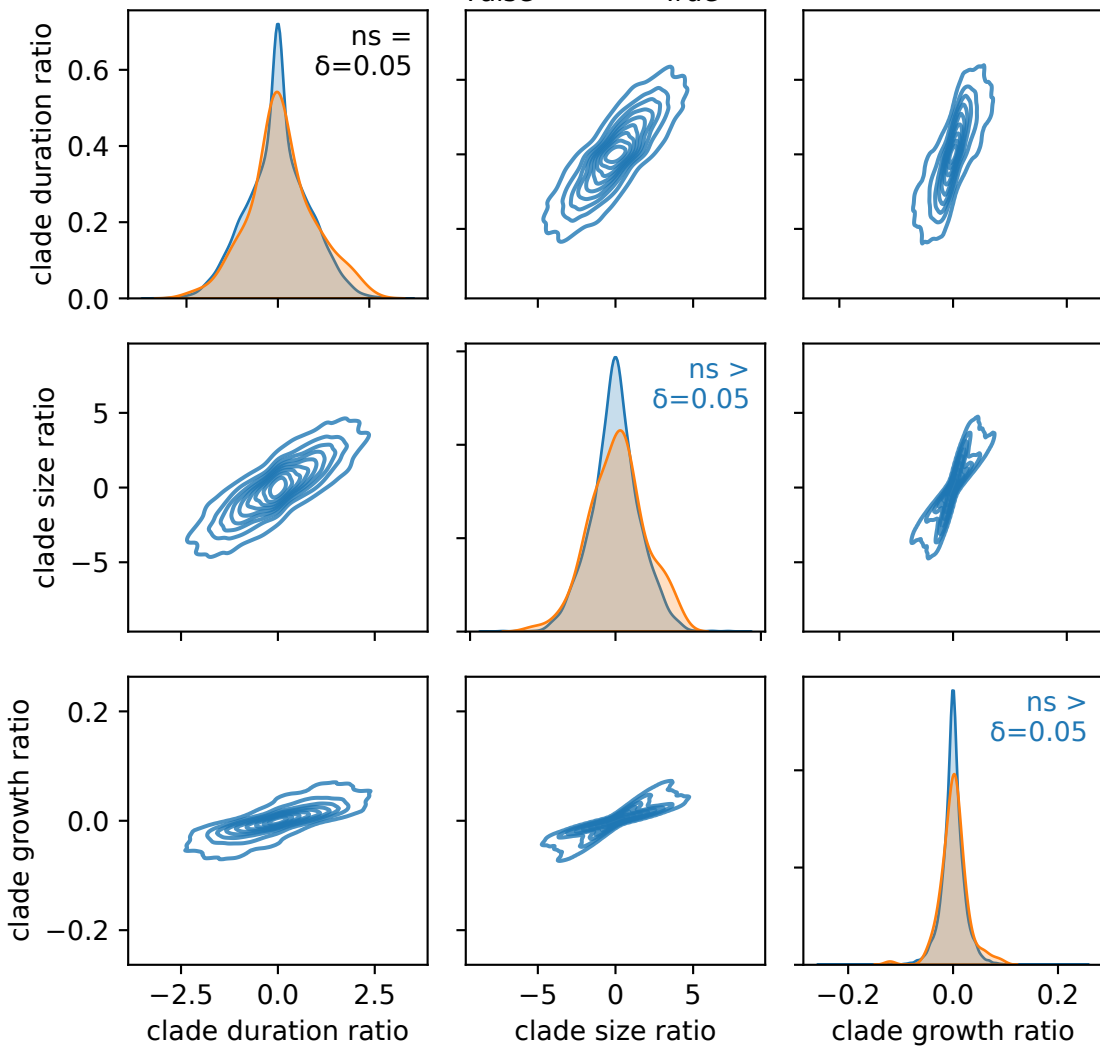 clade duration ratio
0.6
0.4
0.2
0.0
ns =
δ=0.05
clade size ratio
5
0
−5
ns >
δ=0.05
clade growth ratio
0.2
0.0
−0.2
ns >
δ=0.05
−2.5 0.0 2.5
−5 0 5
−0.2 0.0 0.2
clade duration ratio
clade size ratio
clade growth ratio